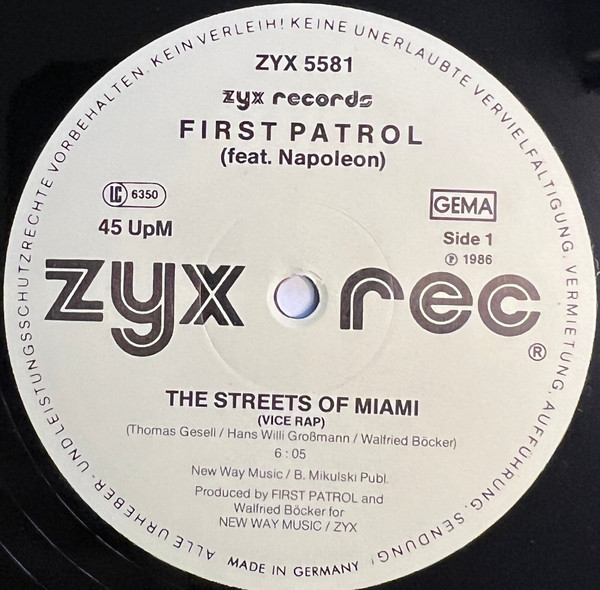 ALLE URHEBER- UND LEISTUNGSSCHUTZRECHTE VORBEHALTEN. KEIN VERLEIH! KEINE UNERLAUBTE VERVIELFÄLTIGUNG, VERMIETUNG, AUFFÜHRUNG, SENDUNG!
ZYX 5581
zyx records
FIRST PATROL
(feat. Napoleon)
LC 6350
GEMA
45 UpM
Side 1
℗ 1986
zyx rec
®
THE STREETS OF MIAMI
(VICE RAP)
(Thomas Gesell / Hans Willi Großmann / Walfried Böcker)
6:05
New Way Music / B. Mikulski Publ.
Produced by FIRST PATROL and
Walfried Böcker for
NEW WAY MUSIC / ZYX
MADE IN GERMANY